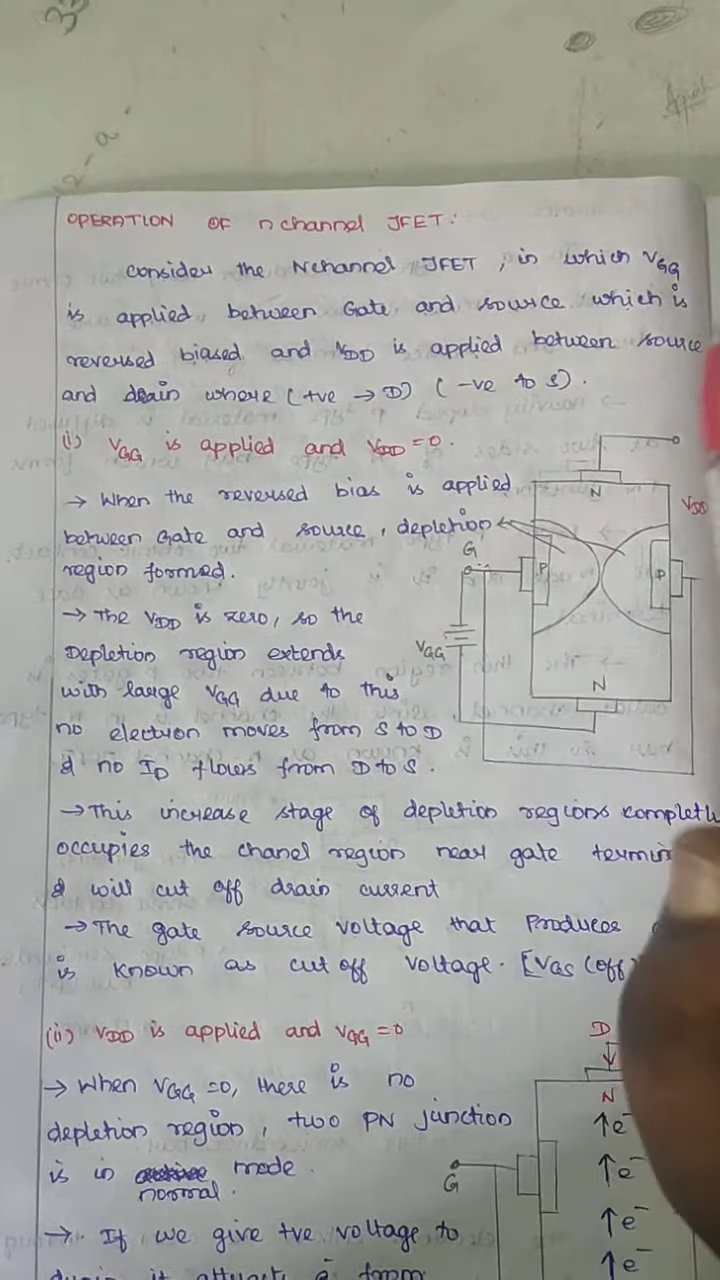 OPERATION OF n channel JFET:
consider the Nchannel JFET, in which VGG
is applied between Gate and source which is
reversed biased and VDD is applied between source
and drain where (+ve → D) (-ve to S).
(i) VGG is applied and VDD = 0.
→ When the reversed bias is applied
between Gate and source, depletion
region formed.
→ The VDD is zero, so the
Depletion region extends
with large VGG due to this
no electron moves from S to D
& no ID flows from D to S.
N
VDD
G
P
P
VGG
N
→ This increase stage of depletion regions completl
occupies the chanel region near gate termin
& will cut off drain current
→ The gate source voltage that Produces
is known as cut off voltage. [VGS (off)
(ii) VDD is applied and VGG = 0
→ When VGG = 0, there is no
depletion region, two PN junction
is in mode.
normal.
→ If we give +ve voltage to
drain it attract e from
D
N
↑e⁻
↑e⁻
G
↑e⁻
↑e⁻